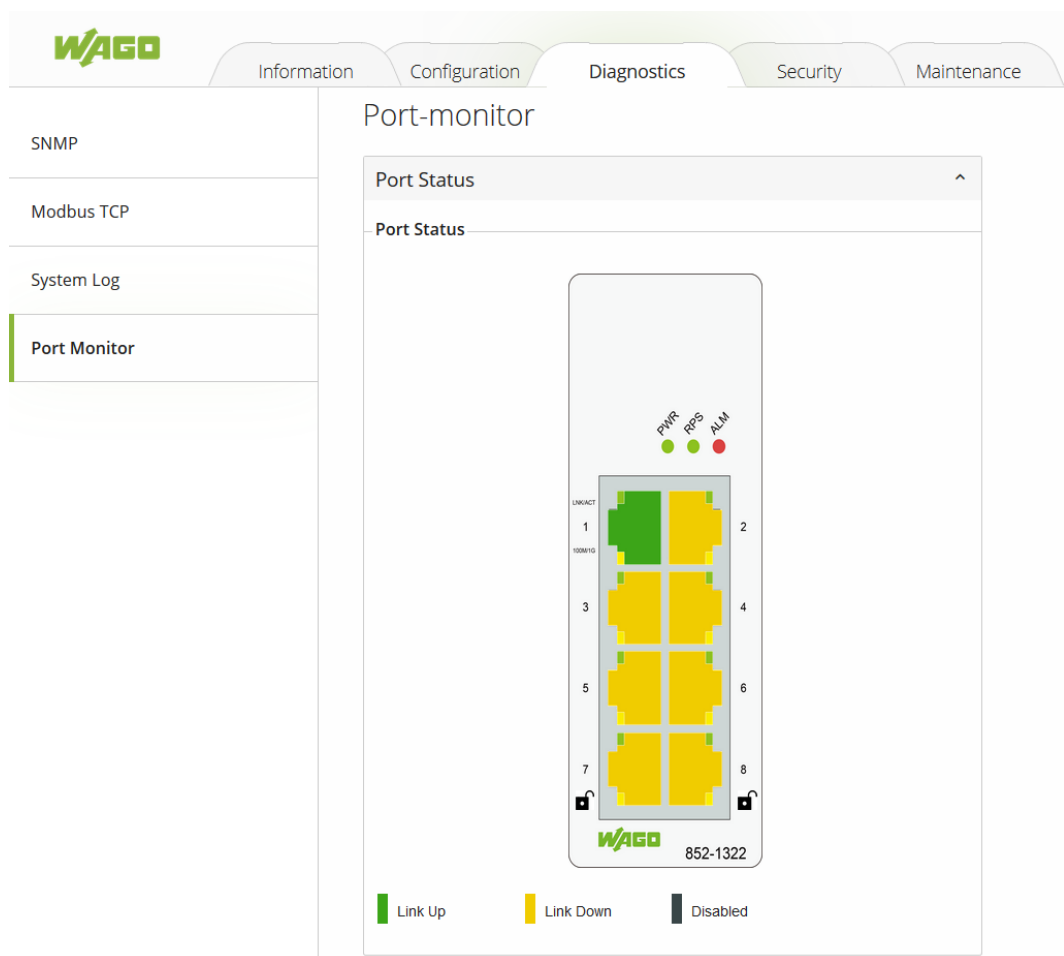 WAGO
Information Configuration Diagnostics Security Maintenance
SNMP
Modbus TCP
System Log
Port Monitor
Port-monitor
Port Status
Port Status
PWR RPS ALM
LNK/ACT
1 2
100M/1G
3 4
5 6
7 8
WAGO
852-1322
Link Up Link Down Disabled